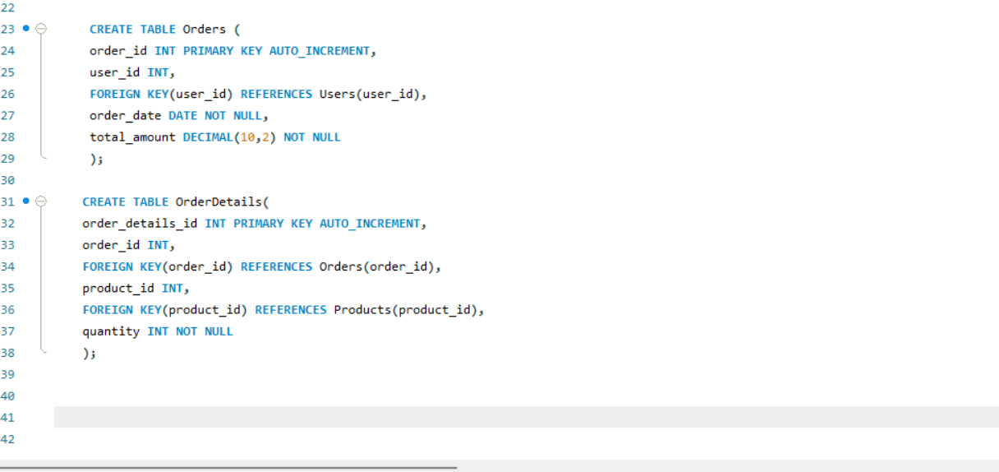 22
23 CREATE TABLE Orders (
24 order_id INT PRIMARY KEY AUTO_INCREMENT,
25 user_id INT,
26 FOREIGN KEY(user_id) REFERENCES Users(user_id),
27 order_date DATE NOT NULL,
28 total_amount DECIMAL(10,2) NOT NULL
29 );
30
31 CREATE TABLE OrderDetails(
32 order_details_id INT PRIMARY KEY AUTO_INCREMENT,
33 order_id INT,
34 FOREIGN KEY(order_id) REFERENCES Orders(order_id),
35 product_id INT,
36 FOREIGN KEY(product_id) REFERENCES Products(product_id),
37 quantity INT NOT NULL
38 );
39
40
41
42